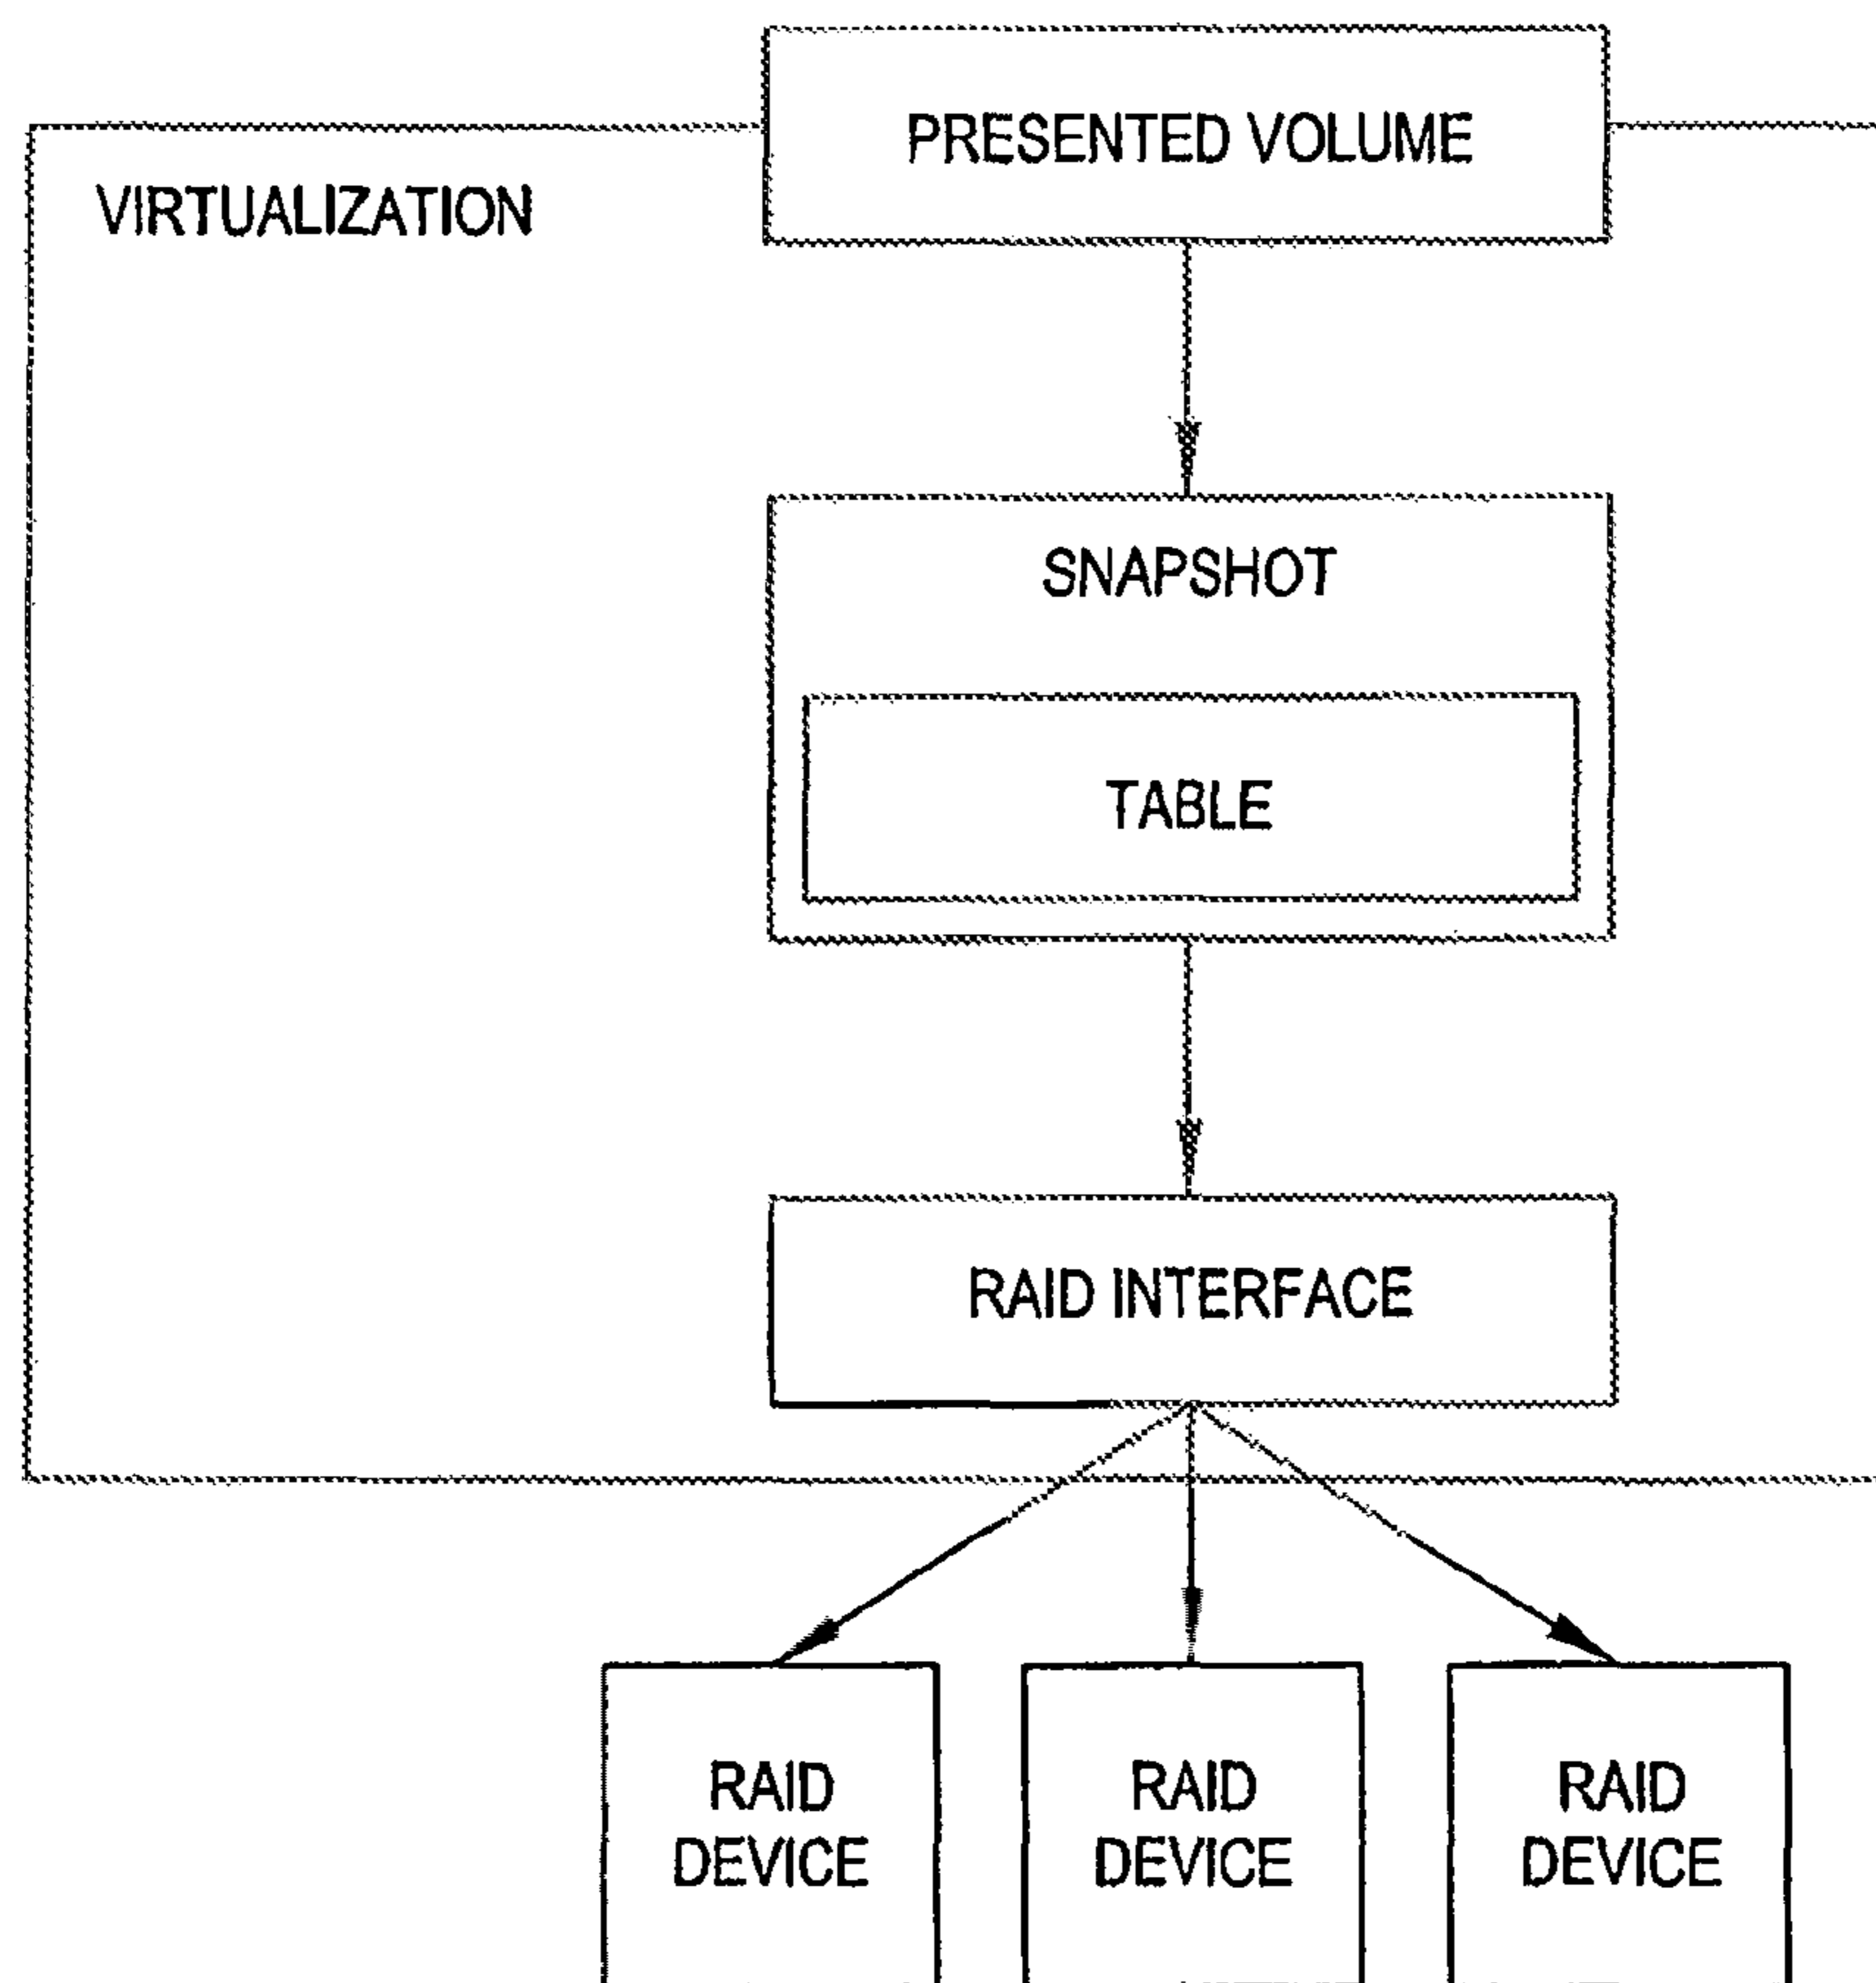 PRESENTED VOLUME
VIRTUALIZATION
SNAPSHOT
TABLE
RAID INTERFACE
RAID
DEVICE
RAID
DEVICE
RAID
DEVICE